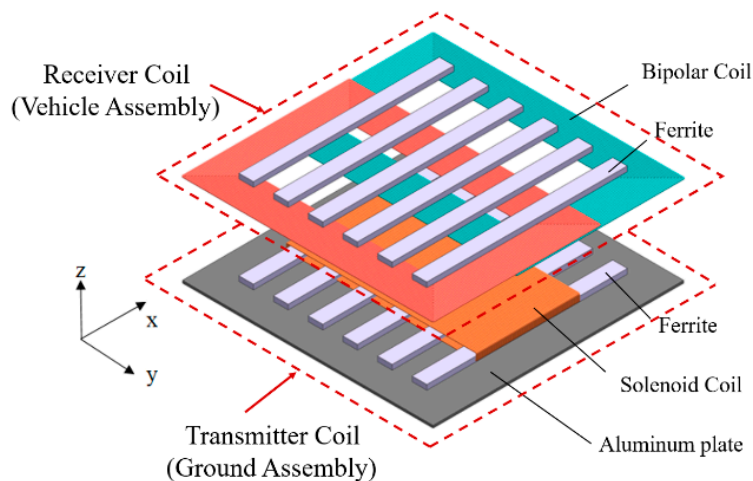 Receiver Coil
(Vehicle Assembly)
Bipolar Coil
Ferrite
z
x
y
Ferrite
Solenoid Coil
Transmitter Coil
(Ground Assembly)
Aluminum plate